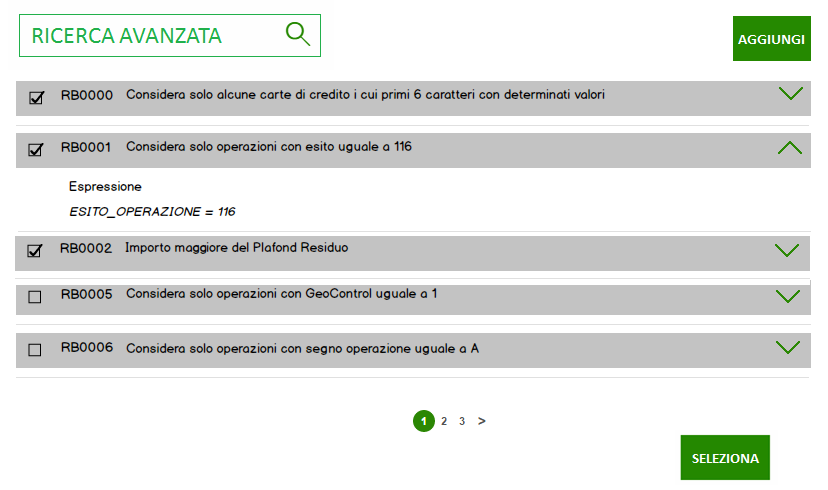 RICERCA AVANZATA
AGGIUNGI
RB0000 Considera solo alcune carte di credito i cui primi 6 caratteri con determinati valori
RB0001 Considera solo operazioni con esito uguale a 116
Espressione
ESITO_OPERAZIONE = 116
RB0002 Importo maggiore del Plafond Residuo
RB0005 Considera solo operazioni con GeoControl uguale a 1
RB0006 Considera solo operazioni con segno operazione uguale a A
1 2 3 >
SELEZIONA